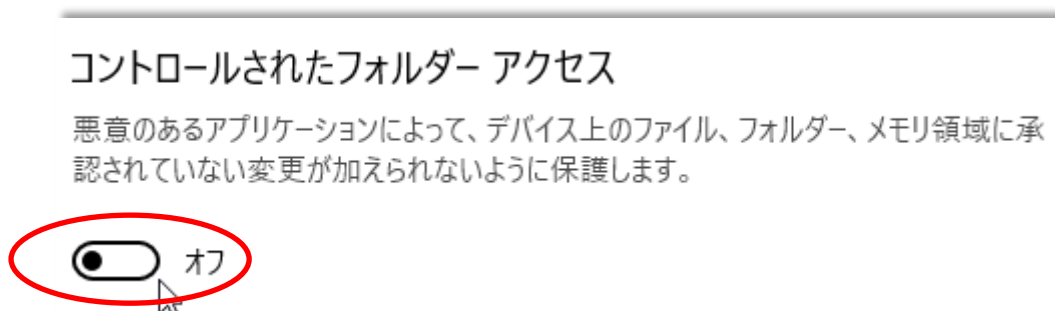 コントロールされたフォルダー アクセス
悪意のあるアプリケーションによって、デバイス上のファイル、フォルダー、メモリ領域に承
認されていない変更が加えられないように保護します。
オフ